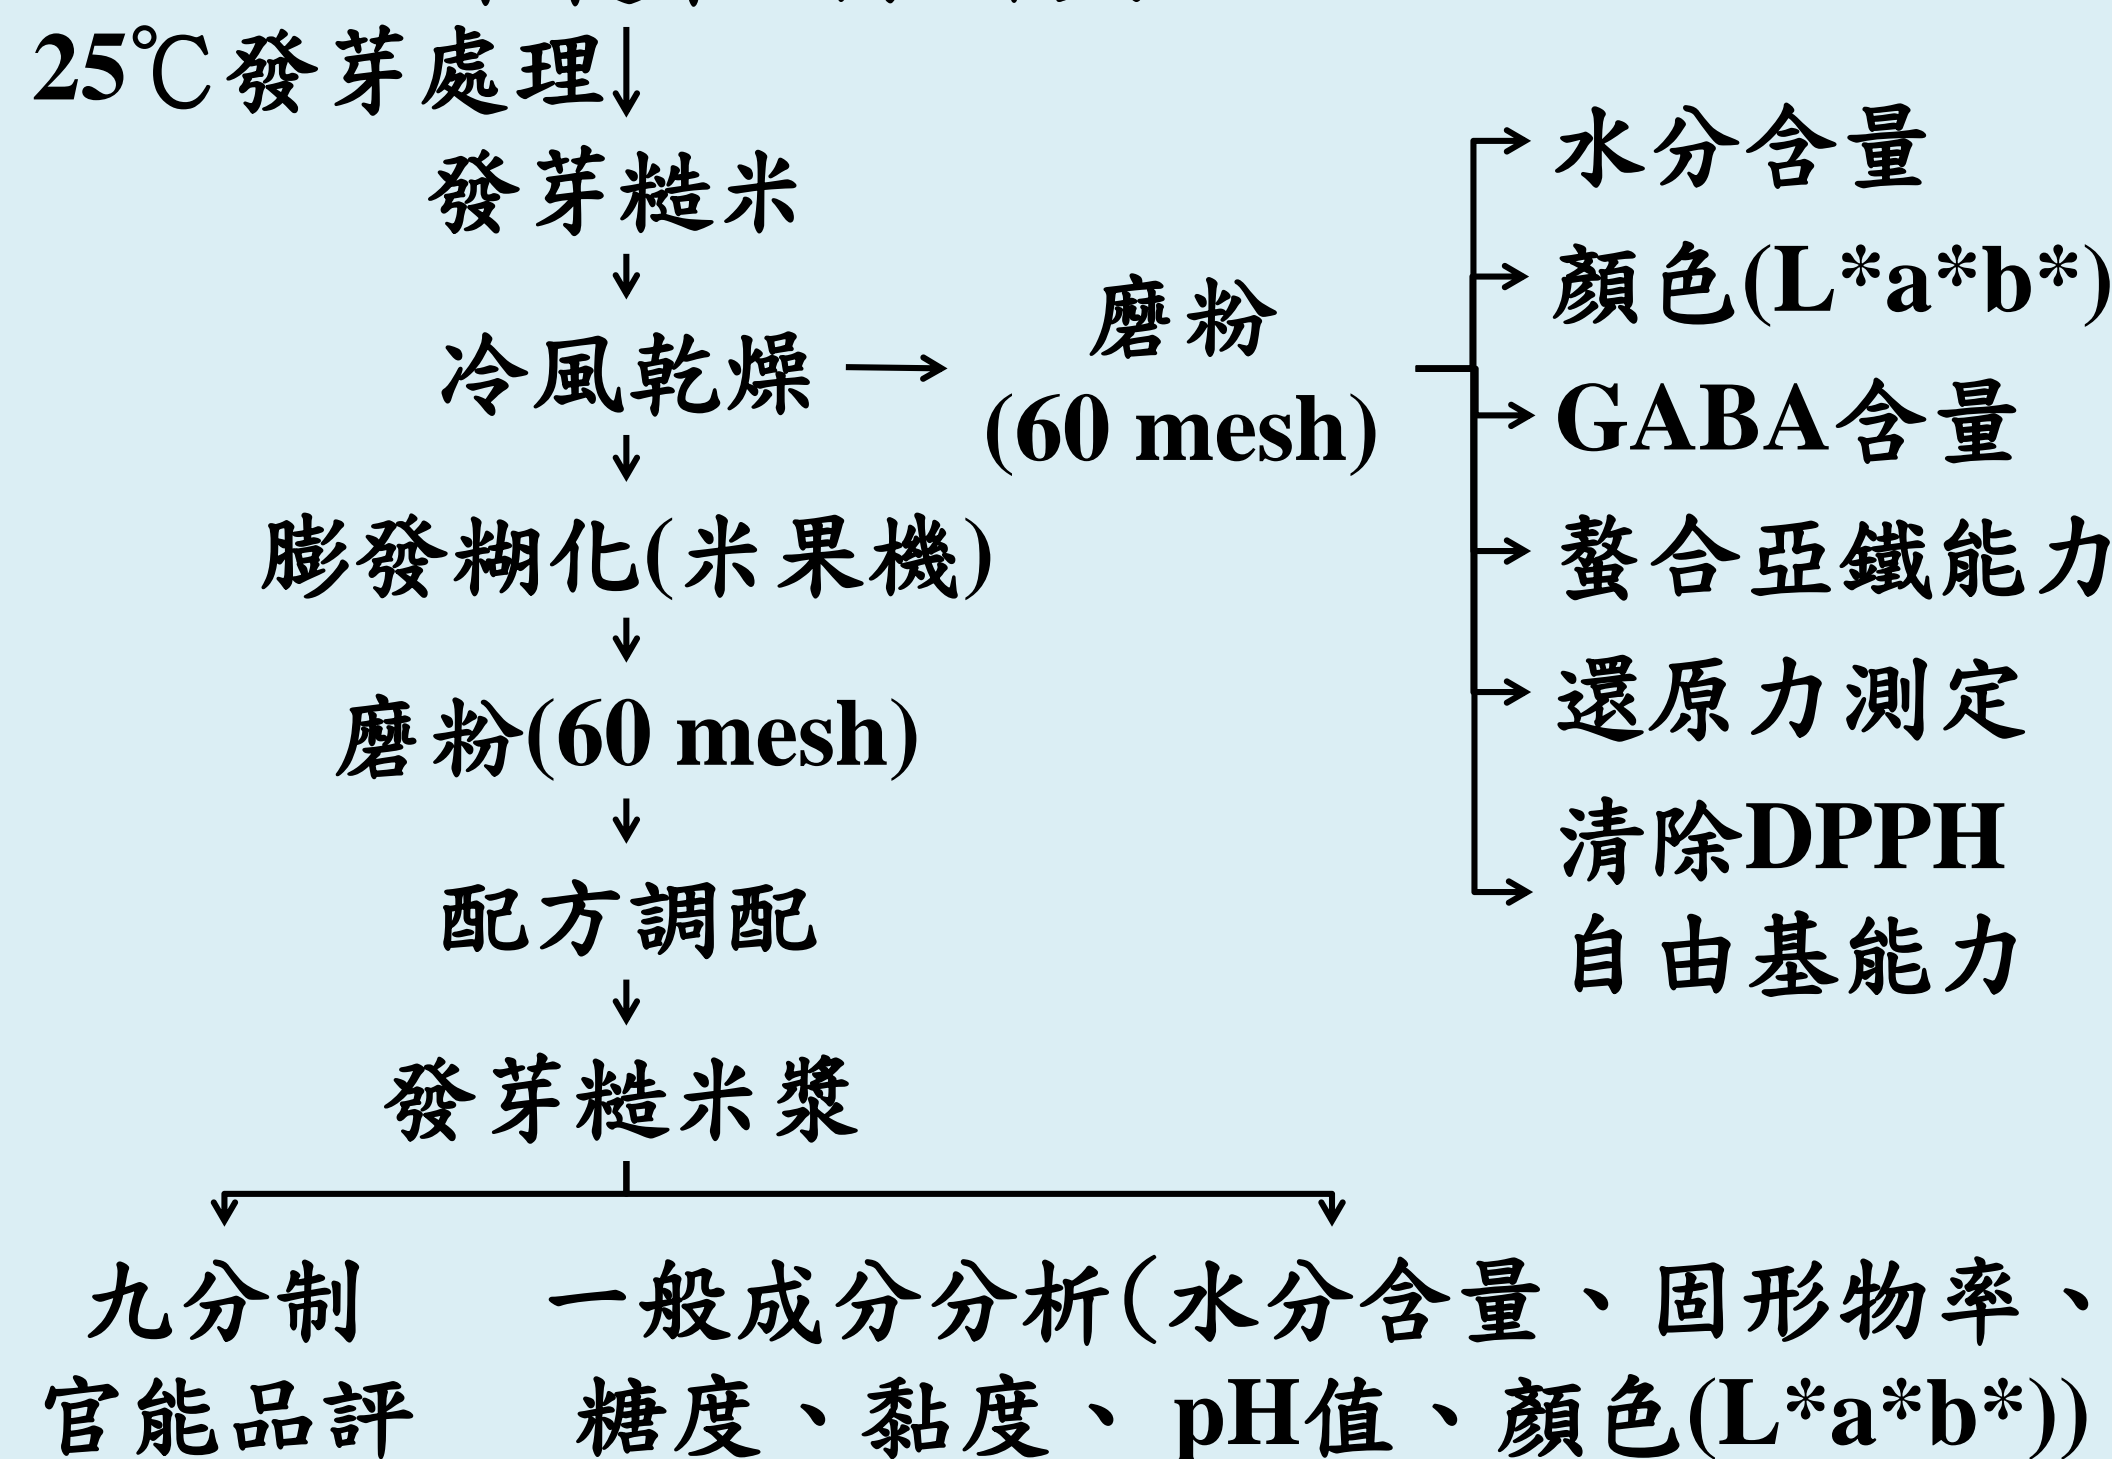 25℃發芽處理
發芽糙米
冷風乾燥
膨發糊化(米果機)
磨粉(60 mesh)
配方調配
發芽糙米漿
磨粉
(60 mesh)
水分含量
顏色(L*a*b*)
GABA含量
螯合亞鐵能力
還原力測定
清除DPPH
自由基能力
九分制
官能品評
一般成分分析(水分含量、固形物率、
糖度、黏度、pH值、顏色(L*a*b*))